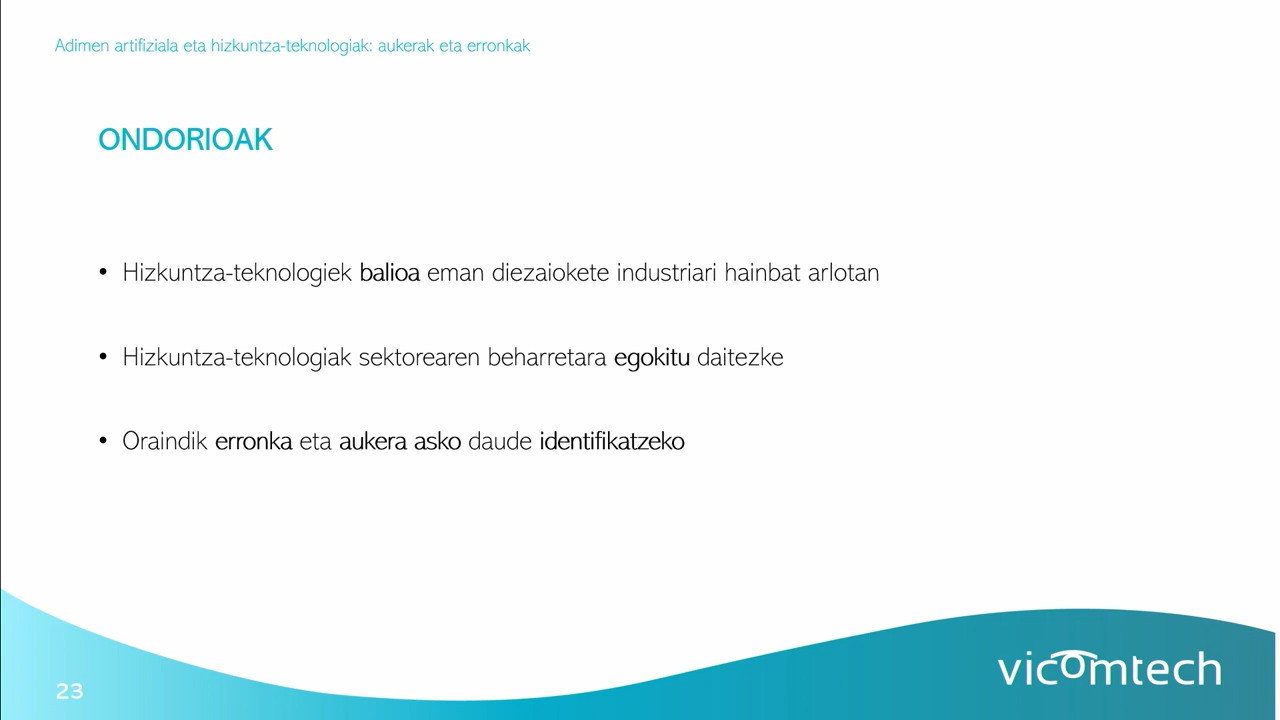 Adimen artifiziala eta hizkuntza-teknologiak: aukerak eta erronkak
ONDORIOAK
• Hizkuntza-teknologiek balioa eman diezaiokete industriari hainbat arlotan
• Hizkuntza-teknologiak sektorearen beharretara egokitu daitezke
• Oraindik erronka eta aukera asko daude identifikatzeko
23
vicomtech